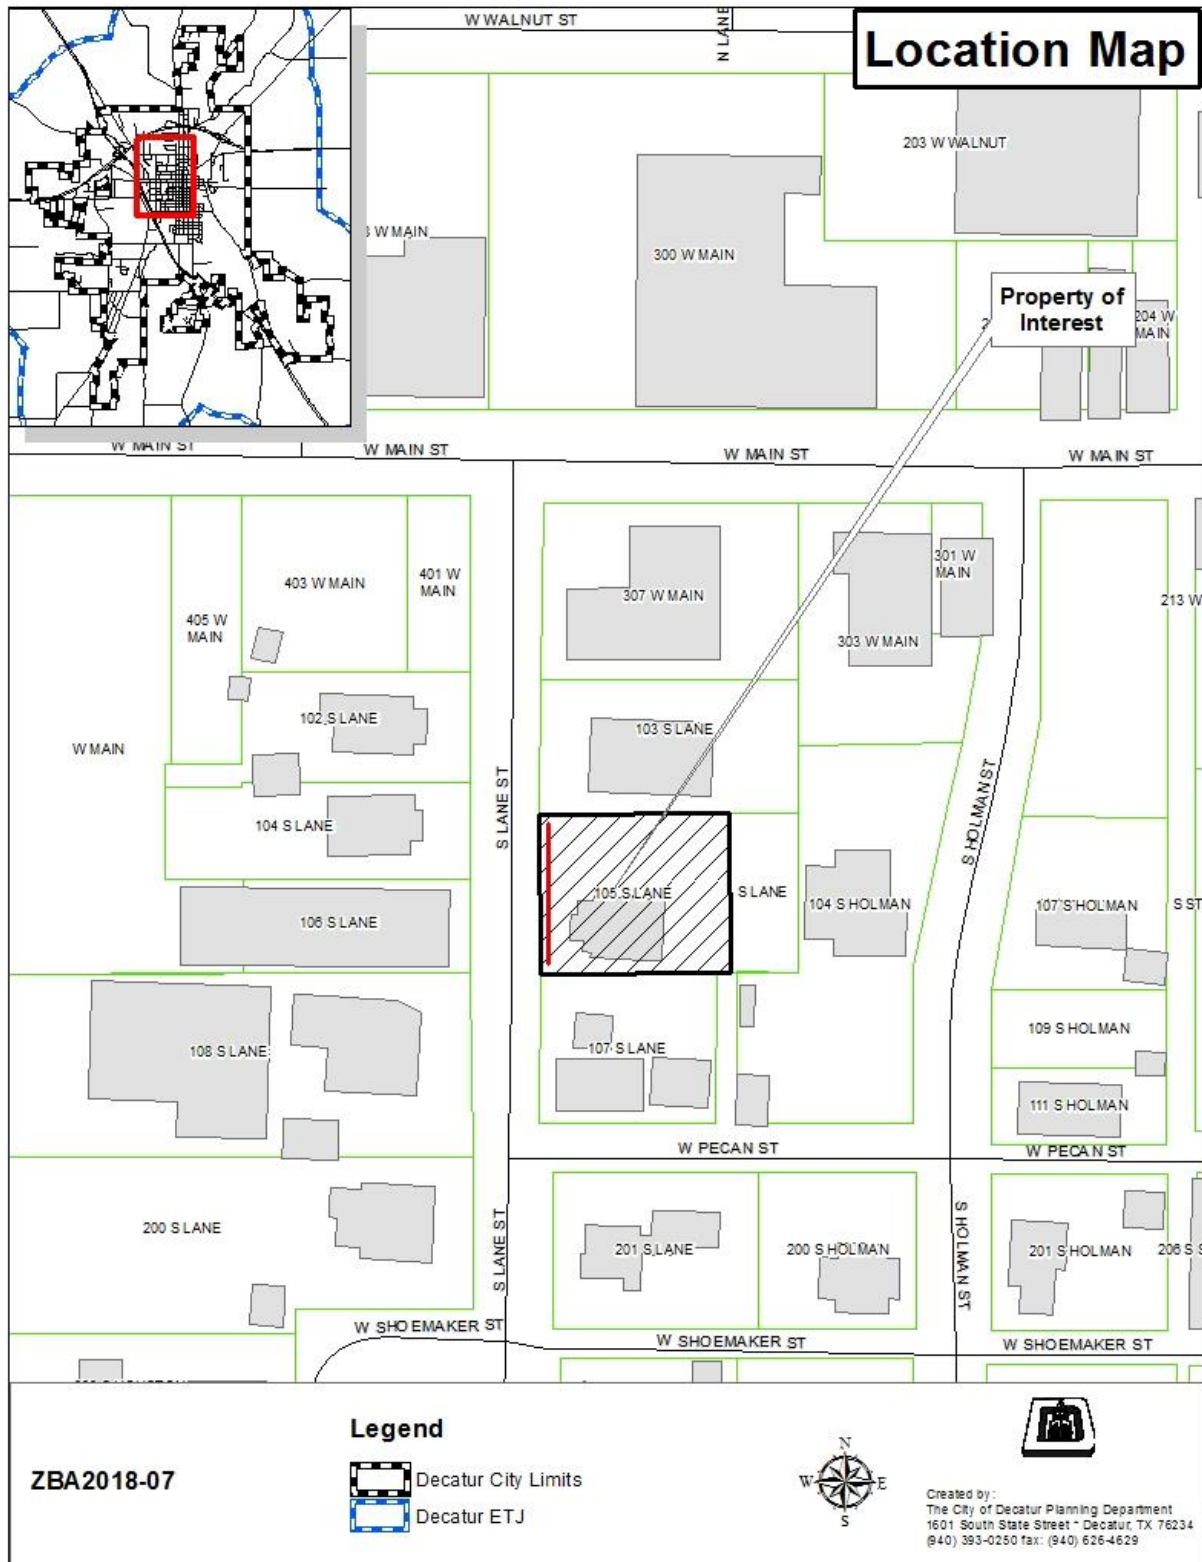 W WALNUT ST
N LANE
Location Map
203 W WALNUT
W MAIN
300 W MAIN
Property of
Interest
204 W
MAIN
W MAIN ST
W MAIN ST
W MAIN ST
W MAIN ST
403 W MAIN
401 W
MAIN
405 W
MAIN
307 W MAIN
301 W
MAIN
303 W MAIN
213 W
102 S LANE
103 S LANE
W MAIN
S LANE ST
S HOLMAN ST
104 S LANE
105 S LANE
S LANE
104 S HOLMAN
107 S HOLMAN
S ST
106 S LANE
109 S HOLMAN
108 S LANE
107 S LANE
111 S HOLMAN
W PECAN ST
W PECAN ST
200 S LANE
S LANE ST
201 S LANE
200 S HOLMAN
S HOLMAN ST
201 S HOLMAN
206 S S
W SHOEMAKER ST
W SHOEMAKER ST
W SHOEMAKER ST
ZBA2018-07
Legend
Decatur City Limits
Decatur ETJ
N
W E
S
Created by:
The City of Decatur Planning Department
1601 South State Street * Decatur, TX 76234
(940) 393-0250 fax: (940) 626-4629